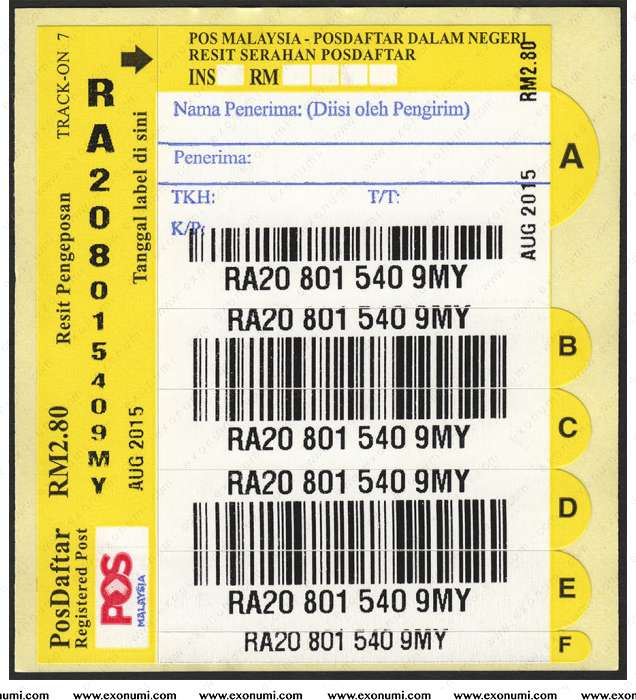 POS MALAYSIA - POSDAFTAR DALAM NEGERI
RESIT SERAHAN POSDAFTAR
INS RM
RM2.80
Nama Penerima: (Diisi oleh Pengirim)
Penerima:
TKH: T/T:
K/P:
AUG 2015
RA20 801 540 9MY
RA20 801 540 9MY
RA20 801 540 9MY
RA20 801 540 9MY
RA20 801 540 9MY
RA20 801 540 9MY
A
B
C
D
E
F
TRACK-ON 7
Resit Pengeposan
RM2.80
PosDaftar
Registered Post
RA208015409MY
Tanggal label di sini
AUG 2015
POS
MALAYSIA
numi.com www.exonumi.com www.exonumi.com www.exonumi.com www.exonumi.com www.exonu